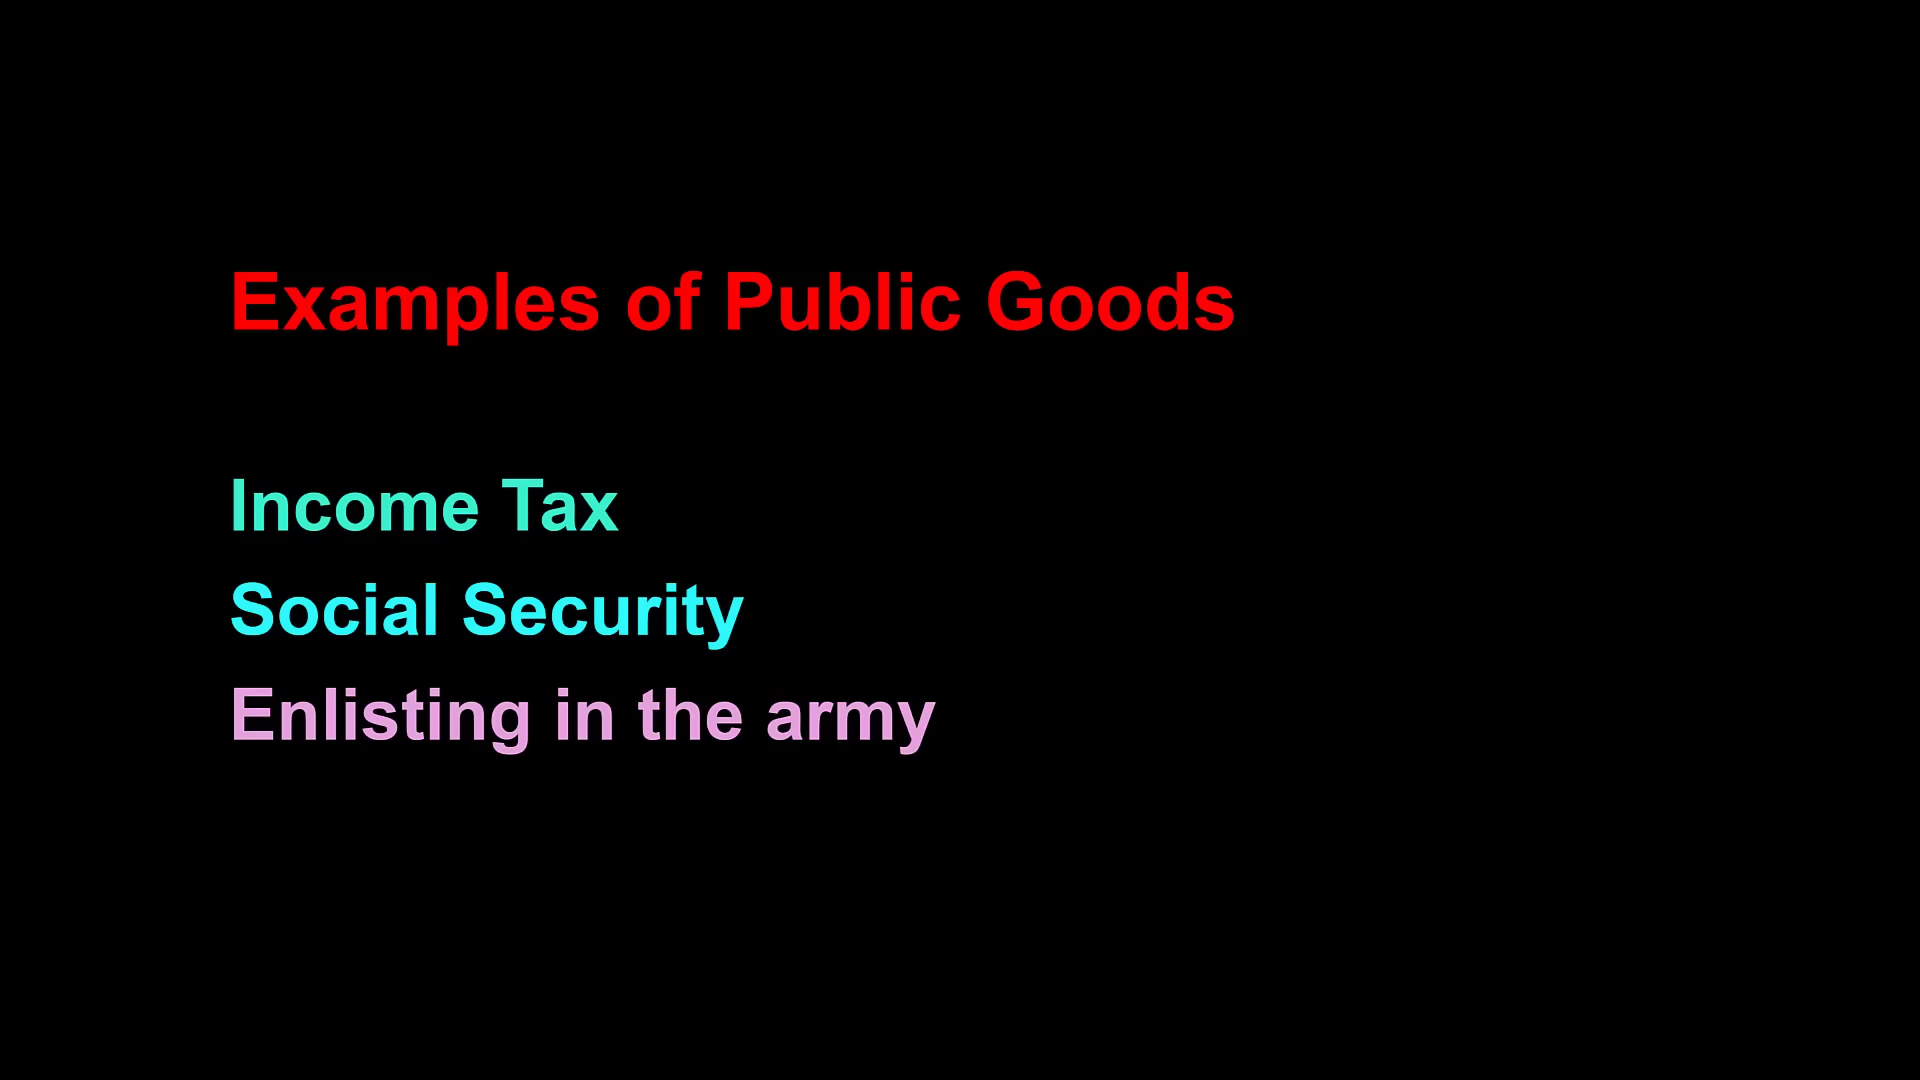 Examples of Public Goods
Income Tax
Social Security
Enlisting in the army